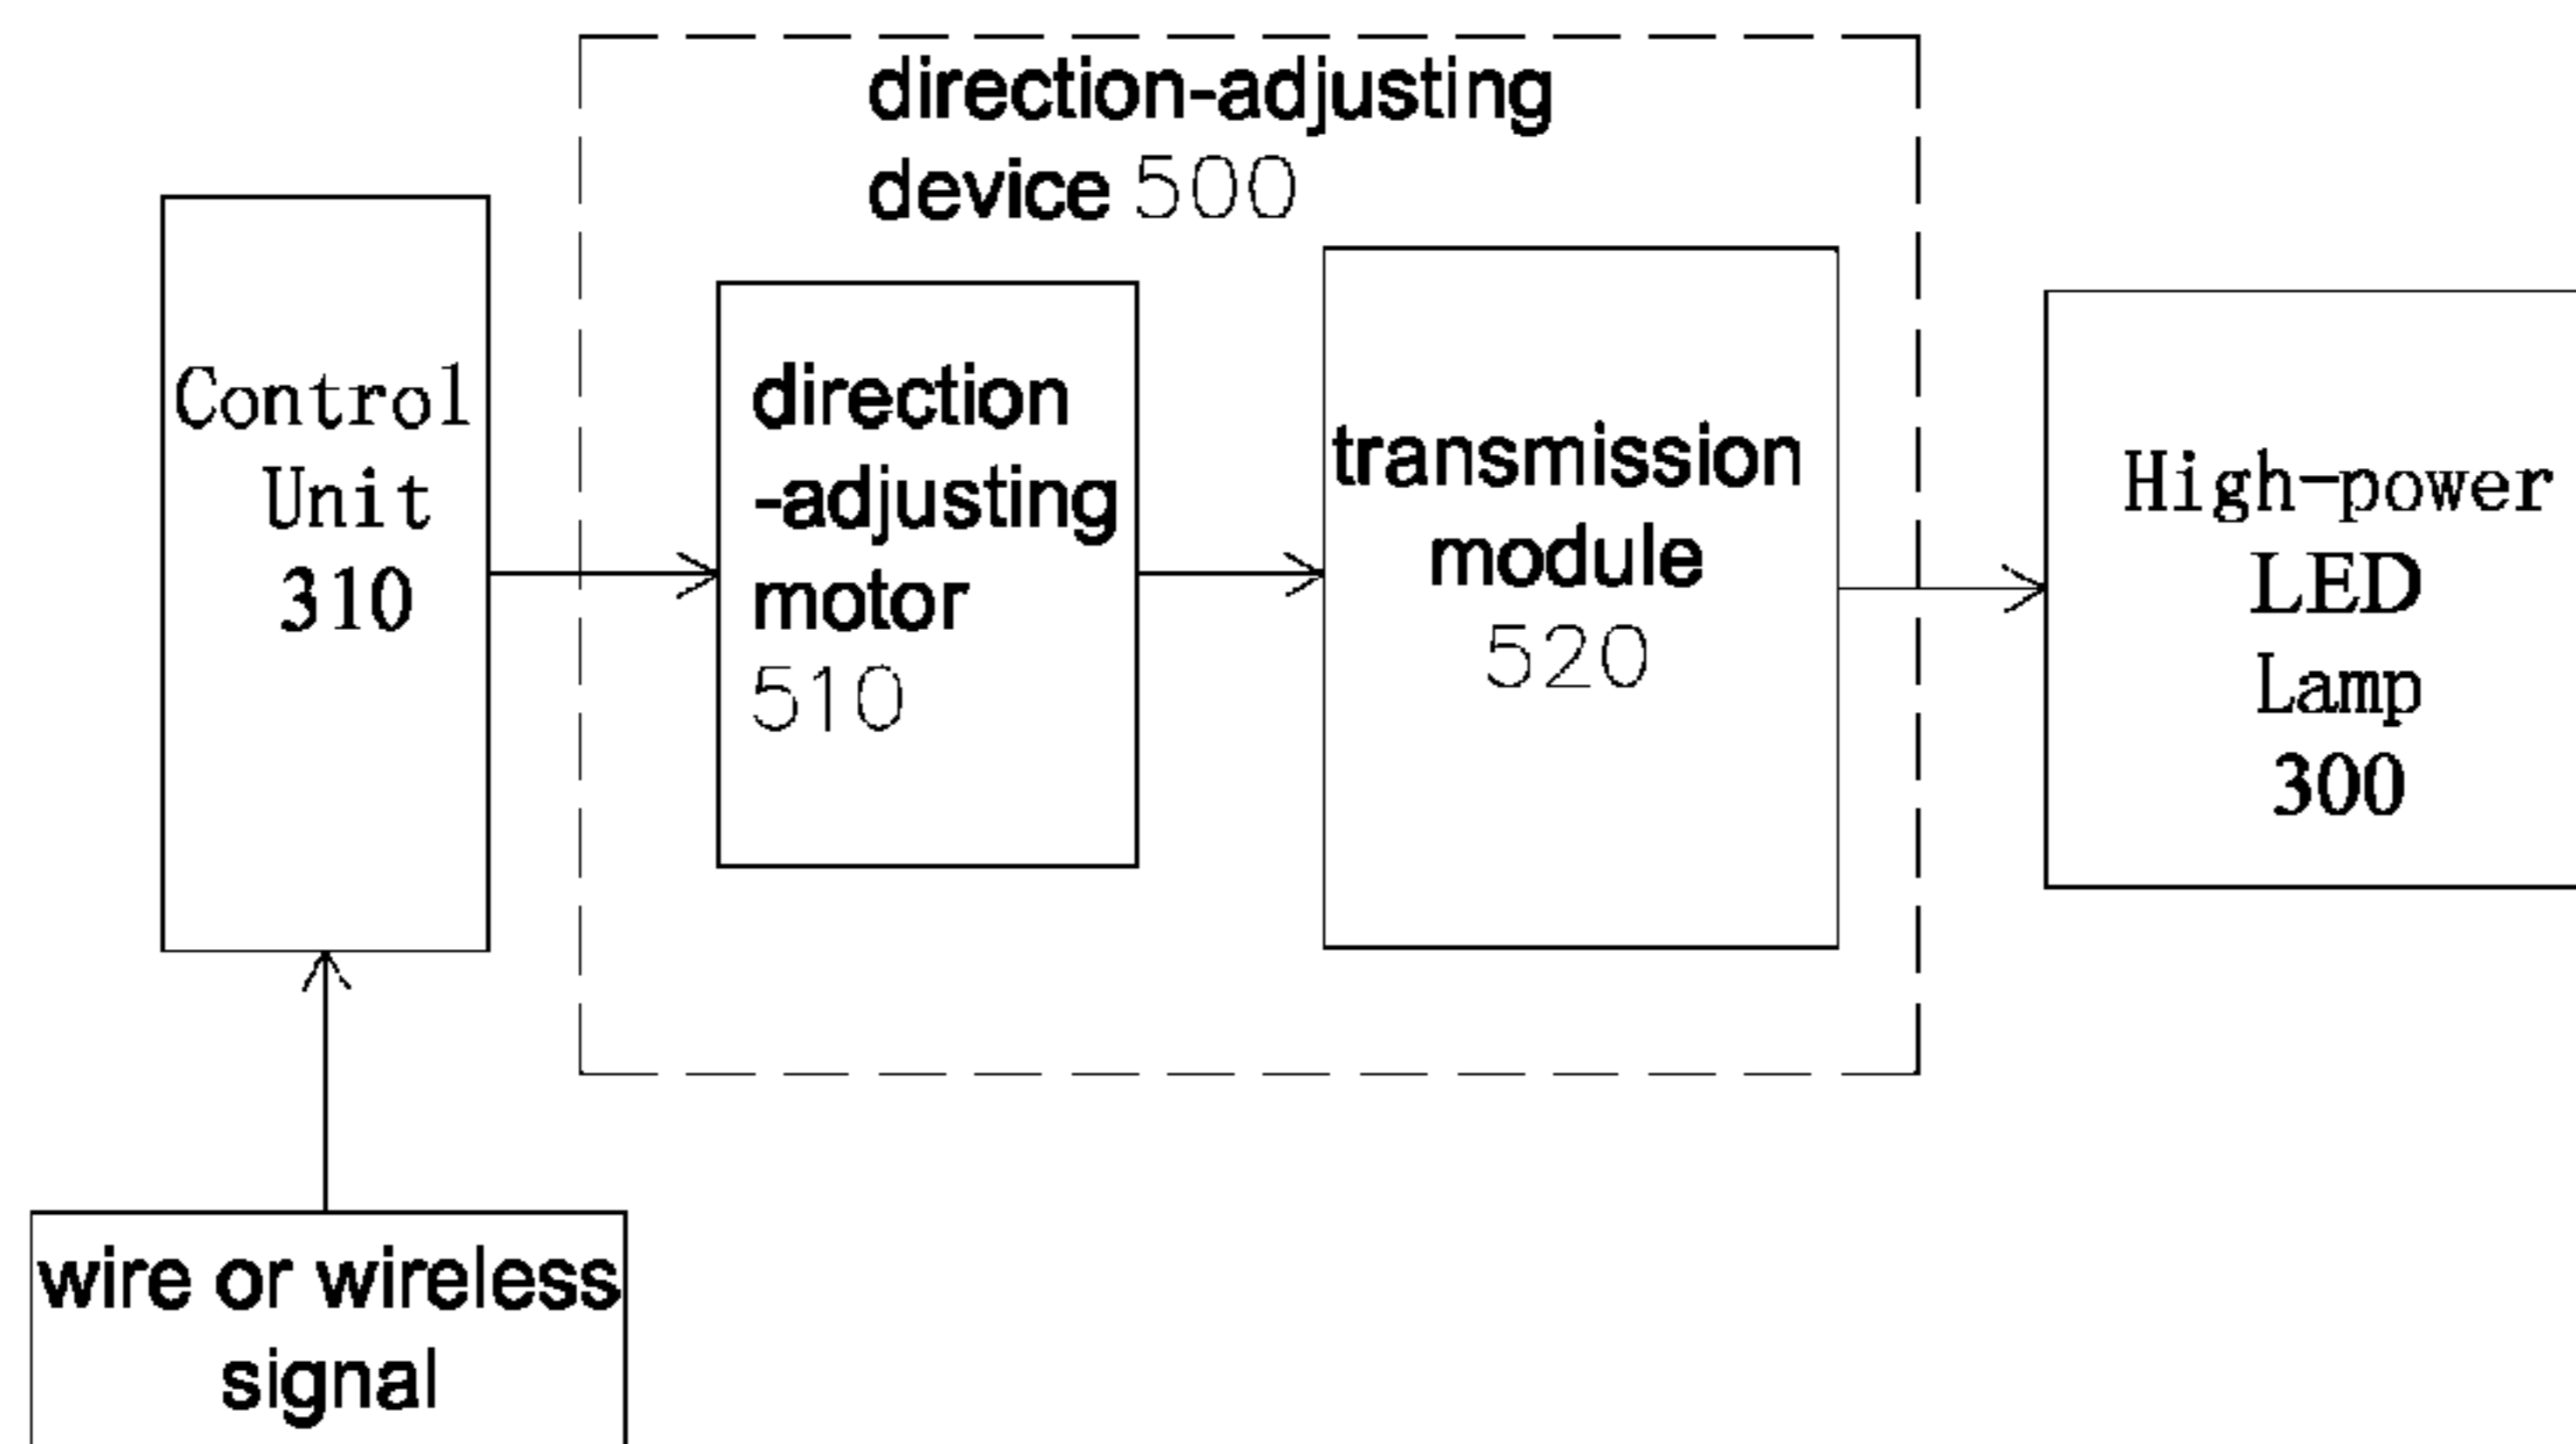 direction-adjusting
device 500
Control
Unit
310
direction
-adjusting
motor
510
transmission
module
520
High-power
LED
Lamp
300
wire or wireless
signal